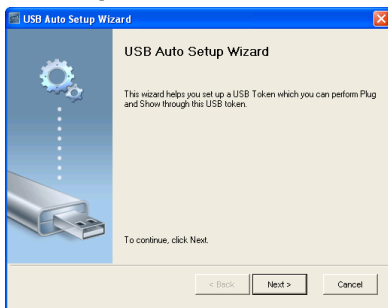 USB Auto Setup Wizard
USB Auto Setup Wizard
This wizard helps you set up a USB Token which you can perform Plug
and Show through this USB token.
To continue, click Next.
< Back
Next >
Cancel